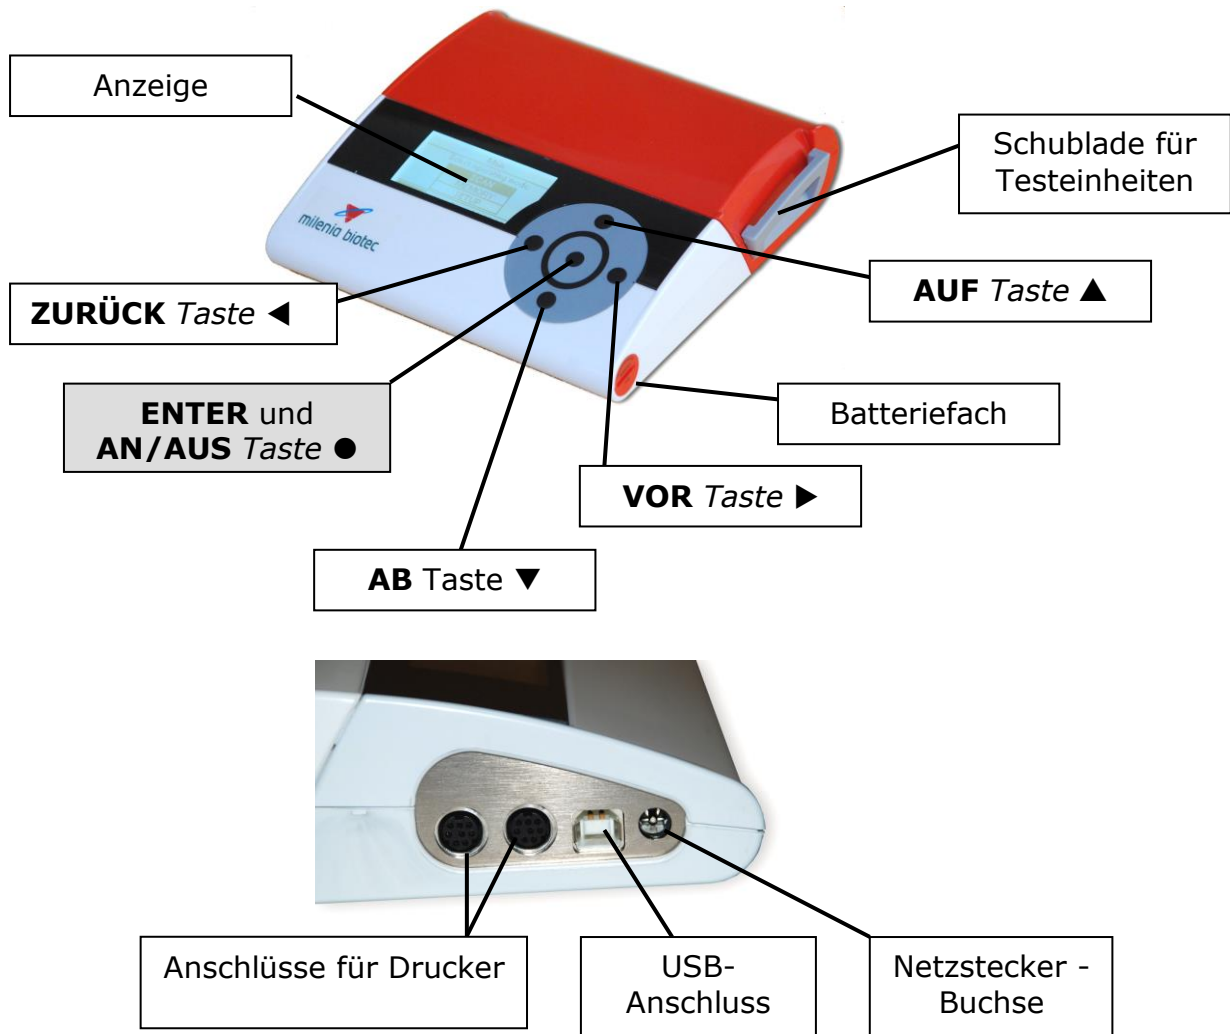 Anzeige
Schublade für
Testeinheiten
milenia biotec
ZURÜCK Taste ◀
AUF Taste ▲
ENTER und
AN/AUS Taste ●
Batteriefach
VOR Taste ▶
AB Taste ▼
Anschlüsse für Drucker
USB-
Anschluss
Netzstecker -
Buchse